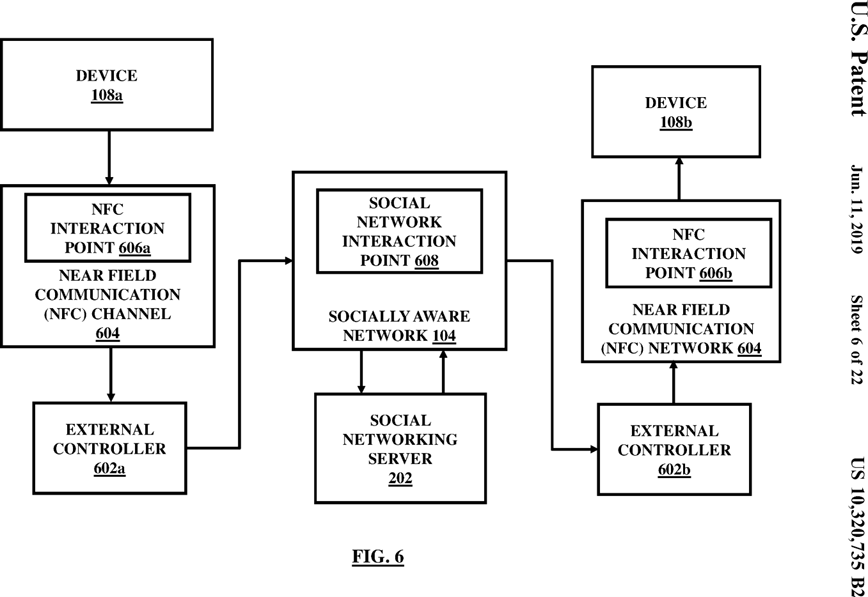 U.S. Patent
Jun. 11, 2019
Sheet 6 of 22
US 10,320,735 B2
DEVICE
108a
NFC
INTERACTION
POINT 606a
NEAR FIELD
COMMUNICATION
(NFC) CHANNEL
604
EXTERNAL
CONTROLLER
602a
SOCIAL
NETWORK
INTERACTION
POINT 608
SOCIALLY AWARE
NETWORK 104
SOCIAL
NETWORKING
SERVER
202
DEVICE
108b
NFC
INTERACTION
POINT 606b
NEAR FIELD
COMMUNICATION
(NFC) NETWORK 604
EXTERNAL
CONTROLLER
602b
FIG. 6